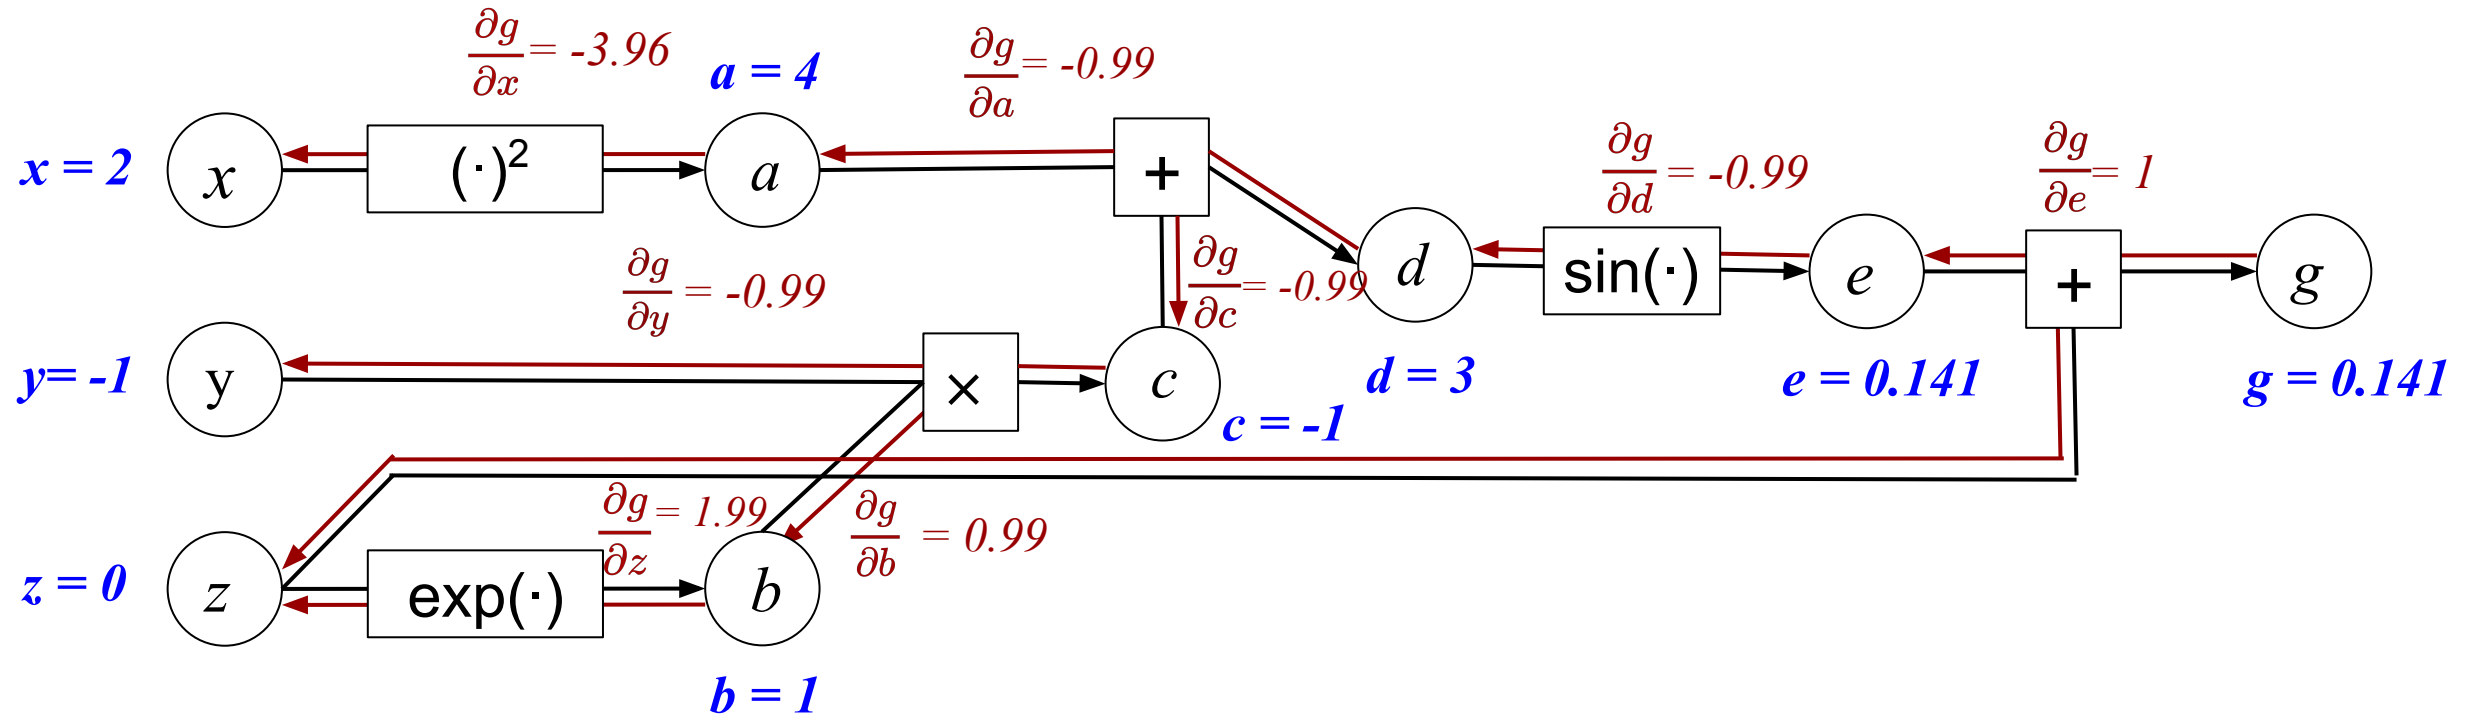 ∂g/∂x = -3.96
a = 4
∂g/∂a = -0.99
x = 2
x
(·)²
a
+
∂g/∂d = -0.99
∂g/∂e = 1
∂g/∂y = -0.99
∂g/∂c = -0.99
d
sin(·)
e
+
g
y= -1
y
×
c
c = -1
d = 3
e = 0.141
g = 0.141
∂g/∂z = 1.99
∂g/∂b = 0.99
z = 0
z
exp(·)
b
b = 1